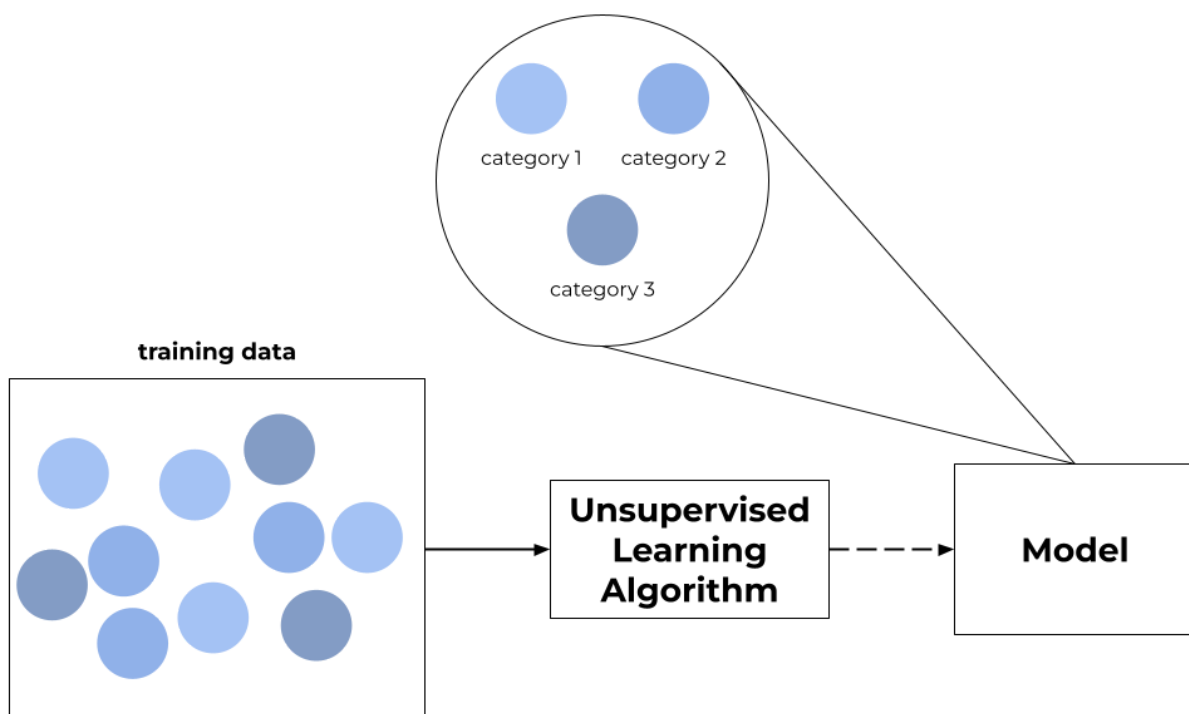 category 1
category 2
category 3
training data
Unsupervised
Learning
Algorithm
Model